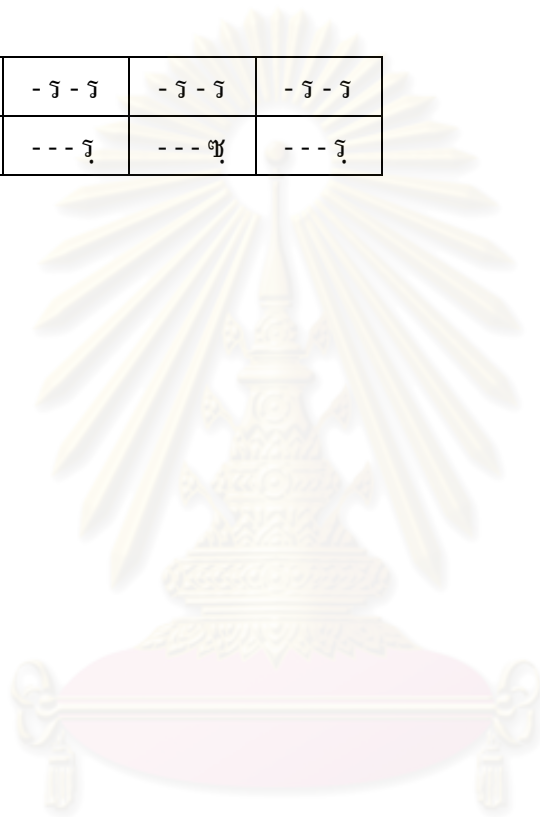 - ร - ร - ร - ร - ร - ร
- - - รฺ - - - ซฺ - - - รฺ